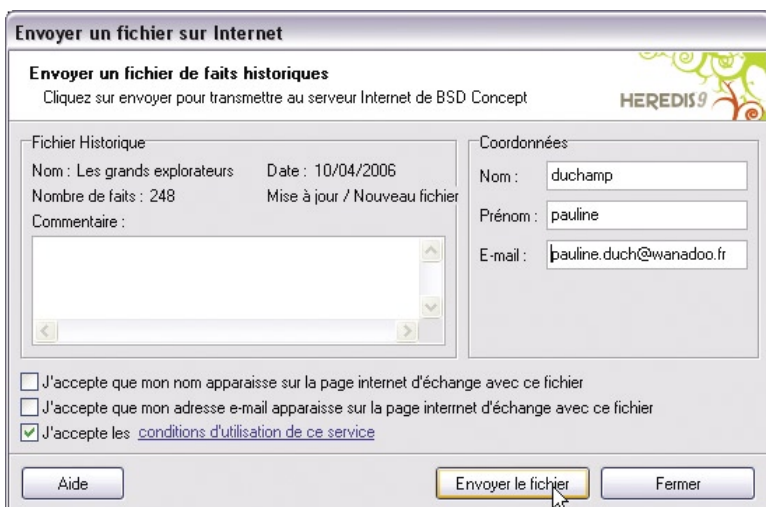 Envoyer un fichier sur Internet
Envoyer un fichier de faits historiques
Cliquez sur envoyer pour transmettre au serveur Internet de BSD Concept
HEREDIS9
Fichier Historique
Nom : Les grands explorateurs
Date : 10/04/2006
Nombre de faits : 248
Mise à jour / Nouveau fichier
Commentaire :
Coordonnées
Nom : duchamp
Prénom : pauline
E-mail : pauline.duch@wanadoo.fr
J'accepte que mon nom apparaisse sur la page internet d'échange avec ce fichier
J'accepte que mon adresse e-mail apparaisse sur la page interrnet d'échange avec ce fichier
J'accepte les conditions d'utilisation de ce service
Aide
Envoyer le fichier
Fermer